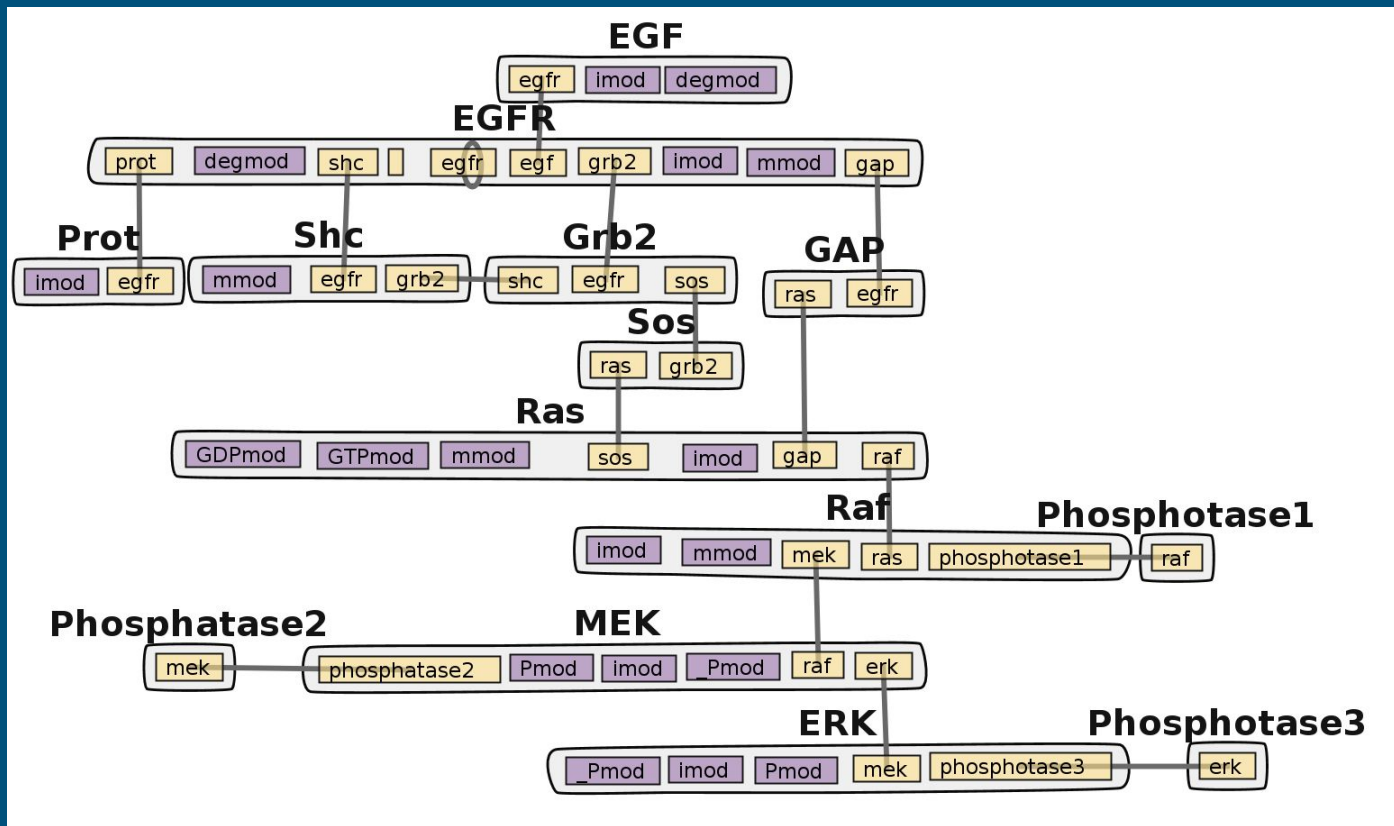 EGF
egfr imod degmod
EGFR
prot degmod shc egfr egf grb2 imod mmod gap
Prot Shc Grb2 GAP
imod egfr mmod egfr grb2 shc egfr sos ras egfr
Sos
ras grb2
Ras
GDPmod GTPmod mmod sos imod gap raf
Raf Phosphotase1
imod mmod mek ras phosphotase1 raf
Phosphatase2 MEK
mek phosphatase2 Pmod imod _Pmod raf erk
ERK Phosphotase3
_Pmod imod Pmod mek phosphotase3 erk